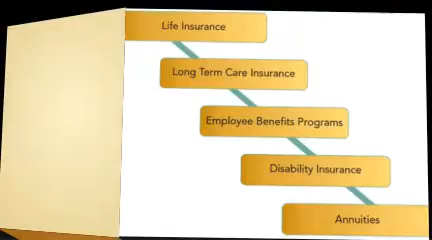 Life Insurance
Long Term Care Insurance
Employee Benefits Programs
Disability Insurance
Annuities